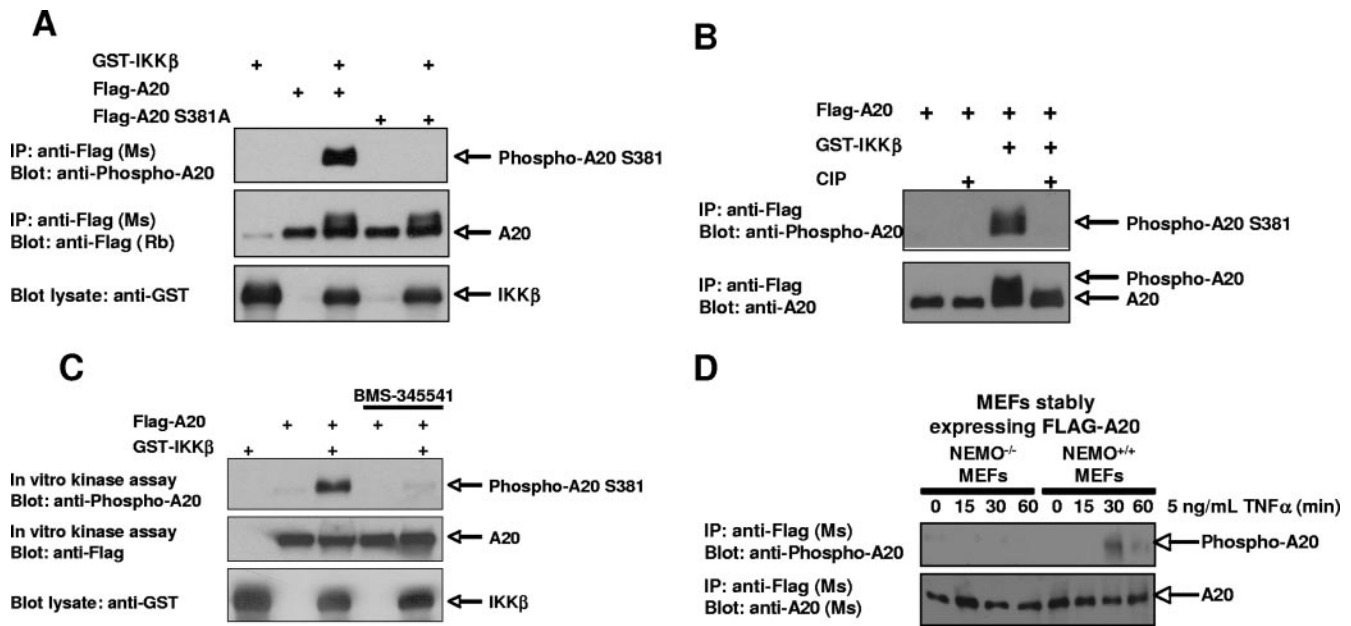 A
GST-IKKβ + + +
Flag-A20 + +
Flag-A20 S381A + +
IP: anti-Flag (Ms)
Blot: anti-Phospho-A20
Phospho-A20 S381
IP: anti-Flag (Ms)
Blot: anti-Flag (Rb)
A20
Blot lysate: anti-GST
IKKβ
B
Flag-A20 + + + +
GST-IKKβ + +
CIP + +
IP: anti-Flag
Blot: anti-Phospho-A20
Phospho-A20 S381
IP: anti-Flag
Blot: anti-A20
Phospho-A20
A20
C
BMS-345541
Flag-A20 + + + +
GST-IKKβ + + +
In vitro kinase assay
Blot: anti-Phospho-A20
Phospho-A20 S381
In vitro kinase assay
Blot: anti-Flag
A20
Blot lysate: anti-GST
IKKβ
D
MEFs stably
expressing FLAG-A20
NEMO-/- NEMO+/+
MEFs MEFs
0 15 30 60 0 15 30 60 5 ng/mL TNFα (min)
IP: anti-Flag (Ms)
Blot: anti-Phospho-A20
Phospho-A20
IP: anti-Flag (Ms)
Blot: anti-A20 (Ms)
A20